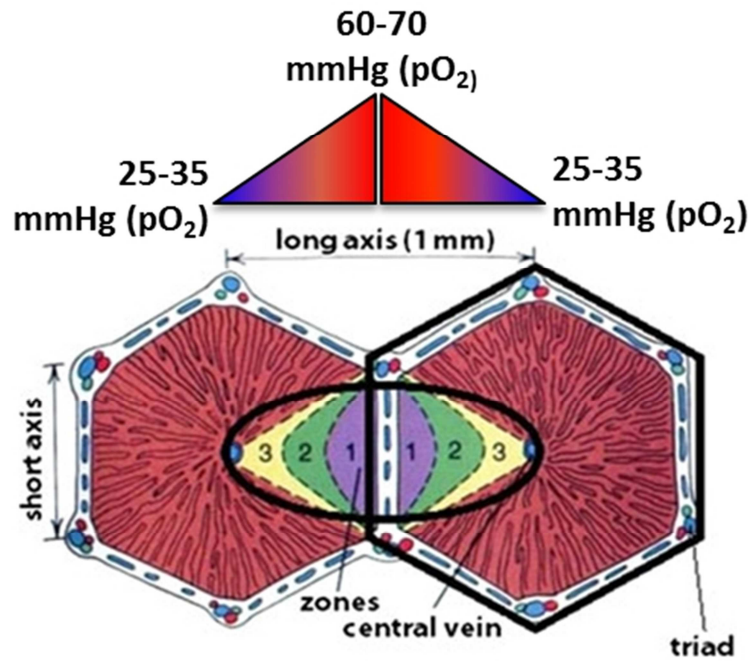 60-70
mmHg (pO₂)
25-35
mmHg (pO₂)
25-35
mmHg (pO₂)
long axis (1 mm)
short axis
3 2 1 1 2 3
zones
central vein
triad